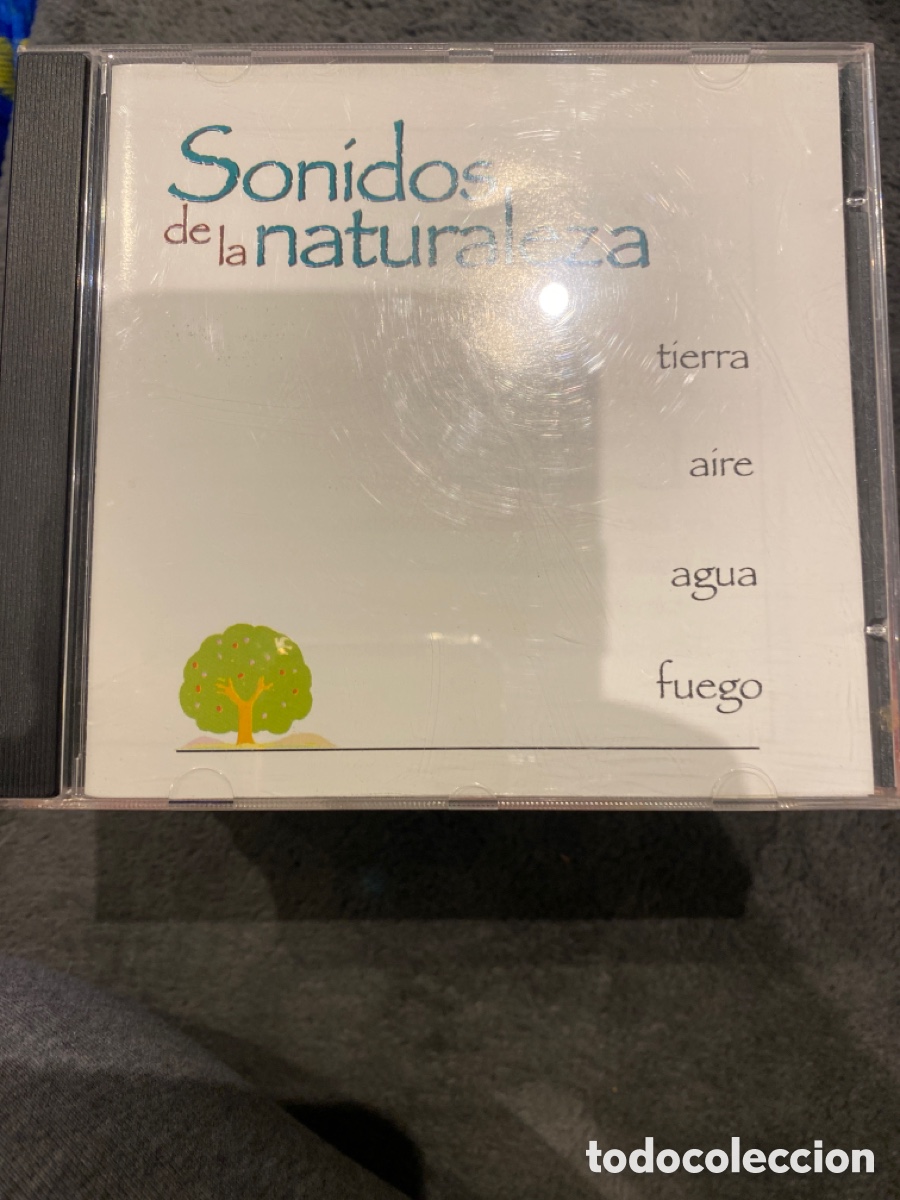 Sonidos
de la naturaleza
tierra
aire
agua
fuego
todocoleccion